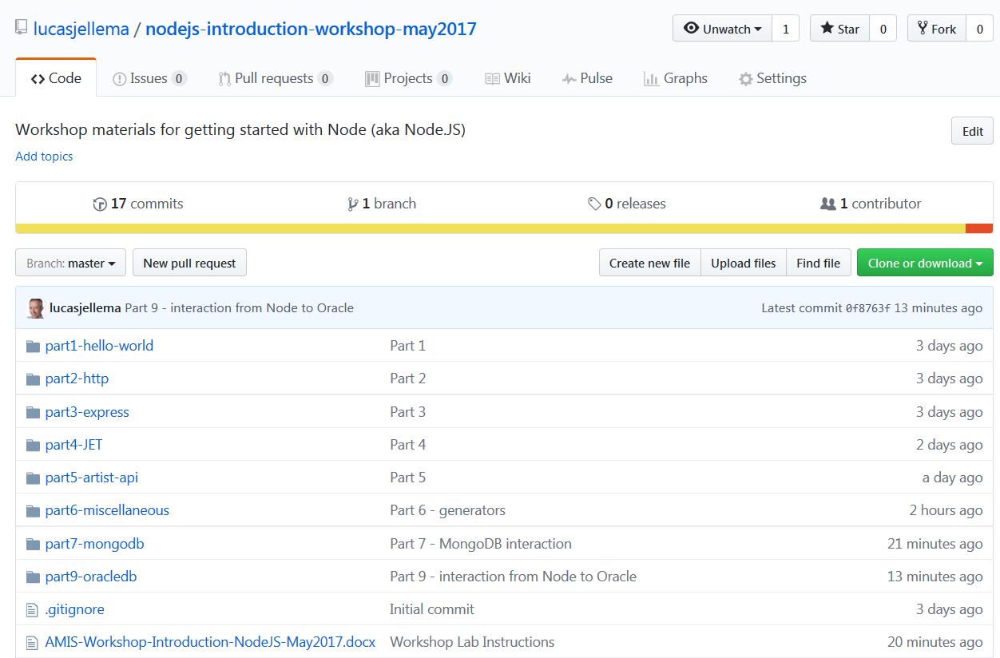 lucasjellema / nodejs-introduction-workshop-may2017 Unwatch 1 Star 0 Fork 0
Code Issues 0 Pull requests 0 Projects 0 Wiki Pulse Graphs Settings
Workshop materials for getting started with Node (aka Node.JS) Edit
Add topics
17 commits 1 branch 0 releases 1 contributor
Branch: master New pull request Create new file Upload files Find file Clone or download
lucasjellema Part 9 - interaction from Node to Oracle Latest commit 0f8763f 13 minutes ago
part1-hello-world Part 1 3 days ago
part2-http Part 2 3 days ago
part3-express Part 3 3 days ago
part4-JET Part 4 2 days ago
part5-artist-api Part 5 a day ago
part6-miscellaneous Part 6 - generators 2 hours ago
part7-mongodb Part 7 - MongoDB interaction 21 minutes ago
part9-oracledb Part 9 - interaction from Node to Oracle 13 minutes ago
.gitignore Initial commit 3 days ago
AMIS-Workshop-Introduction-NodeJS-May2017.docx Workshop Lab Instructions 20 minutes ago